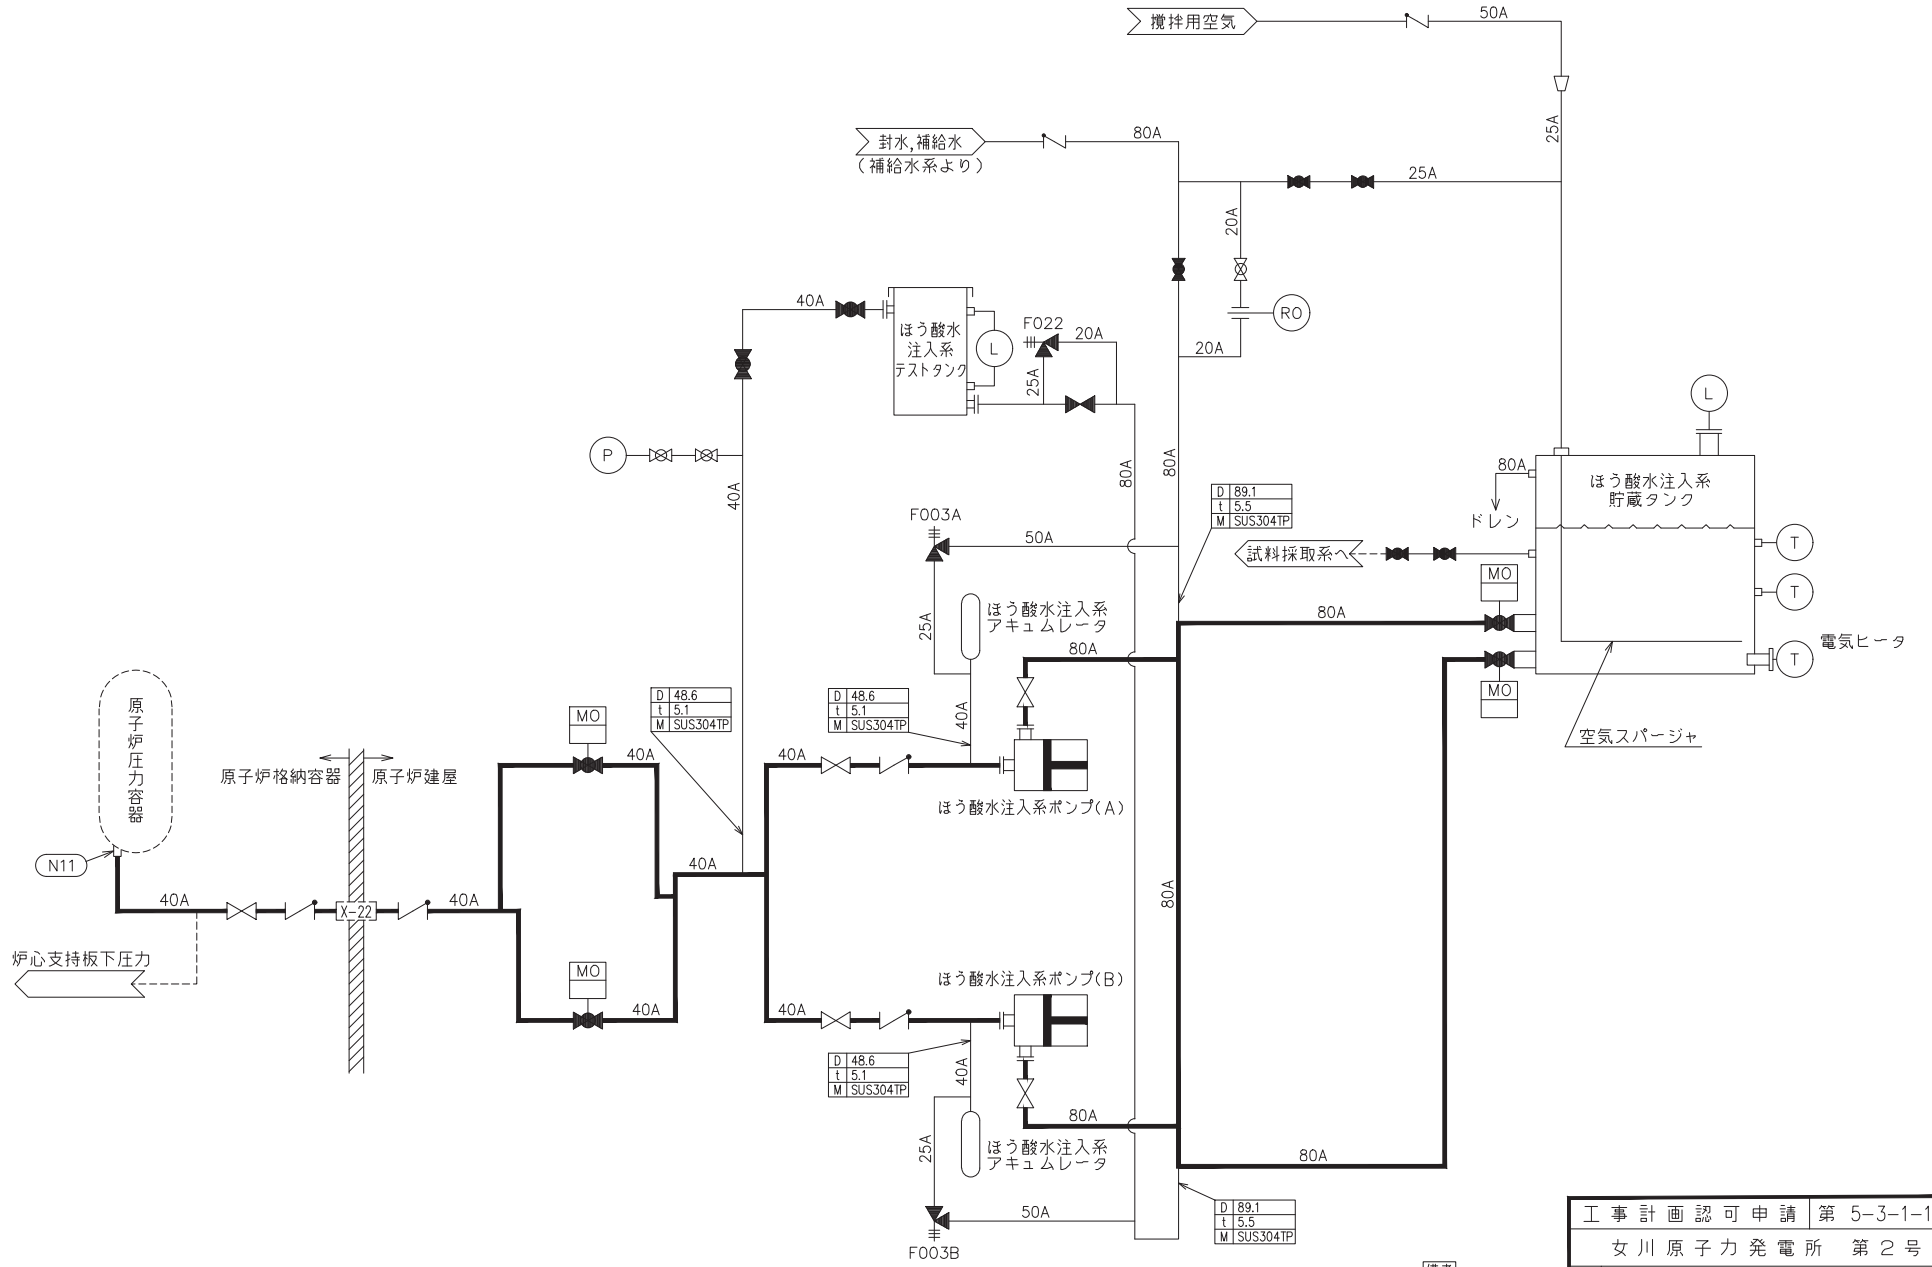 攪拌用空気
50A
25A
封水,補給水
(補給水系より)
80A
25A
20A
RO
20A
40A
ほう酸水
注入系
テストタンク
L
F022
20A
25A
P
40A
80A
80A
L
80A
ドレン
ほう酸水注入系
貯蔵タンク
試料採取系へ
T
T
T
電気ヒータ
MO
MO
空気スパージャ
D 89.1
t 5.5
M SUS304TP
F003A
50A
25A
ほう酸水注入系
アキュムレータ
80A
80A
40A
D 48.6
t 5.1
M SUS304TP
D 48.6
t 5.1
M SUS304TP
原子炉圧力容器
N11
原子炉格納容器
原子炉建屋
MO
40A
40A
ほう酸水注入系ポンプ(A)
40A
40A
X-22
40A
80A
炉心支持板下圧力
MO
40A
40A
ほう酸水注入系ポンプ(B)
D 48.6
t 5.1
M SUS304TP
40A
80A
25A
ほう酸水注入系
アキュムレータ
80A
50A
F003B
D 89.1
t 5.5
M SUS304TP
工事計画認可申請 第 5-3-1-1
女川原子力発電所 第2号